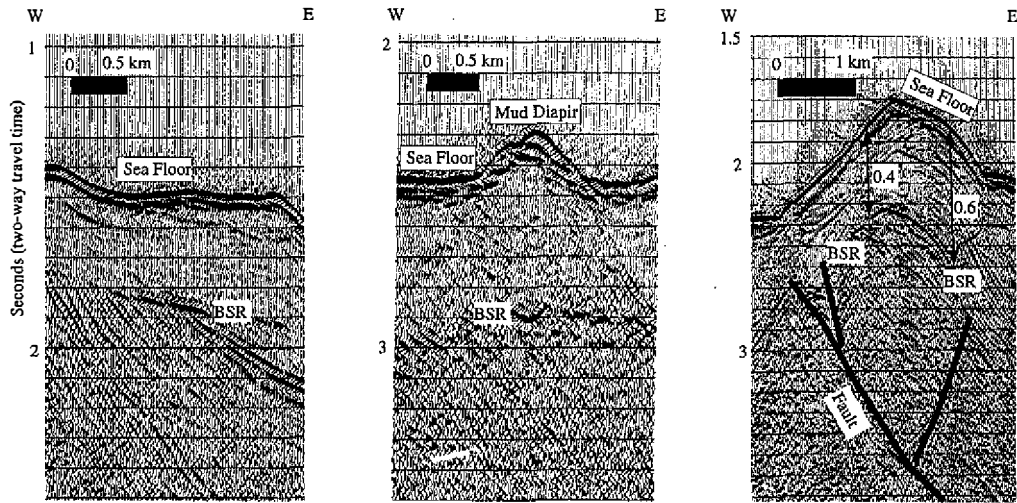 W E
1
0 0.5 km
Sea Floor
BSR
2
Seconds (two-way travel time)
W E
2
0 0.5 km
Mud Diapir
Sea Floor
BSR
3
W E
1.5
0 1 km
Sea Floor
2
0.4
0.6
BSR
BSR
3
Fault